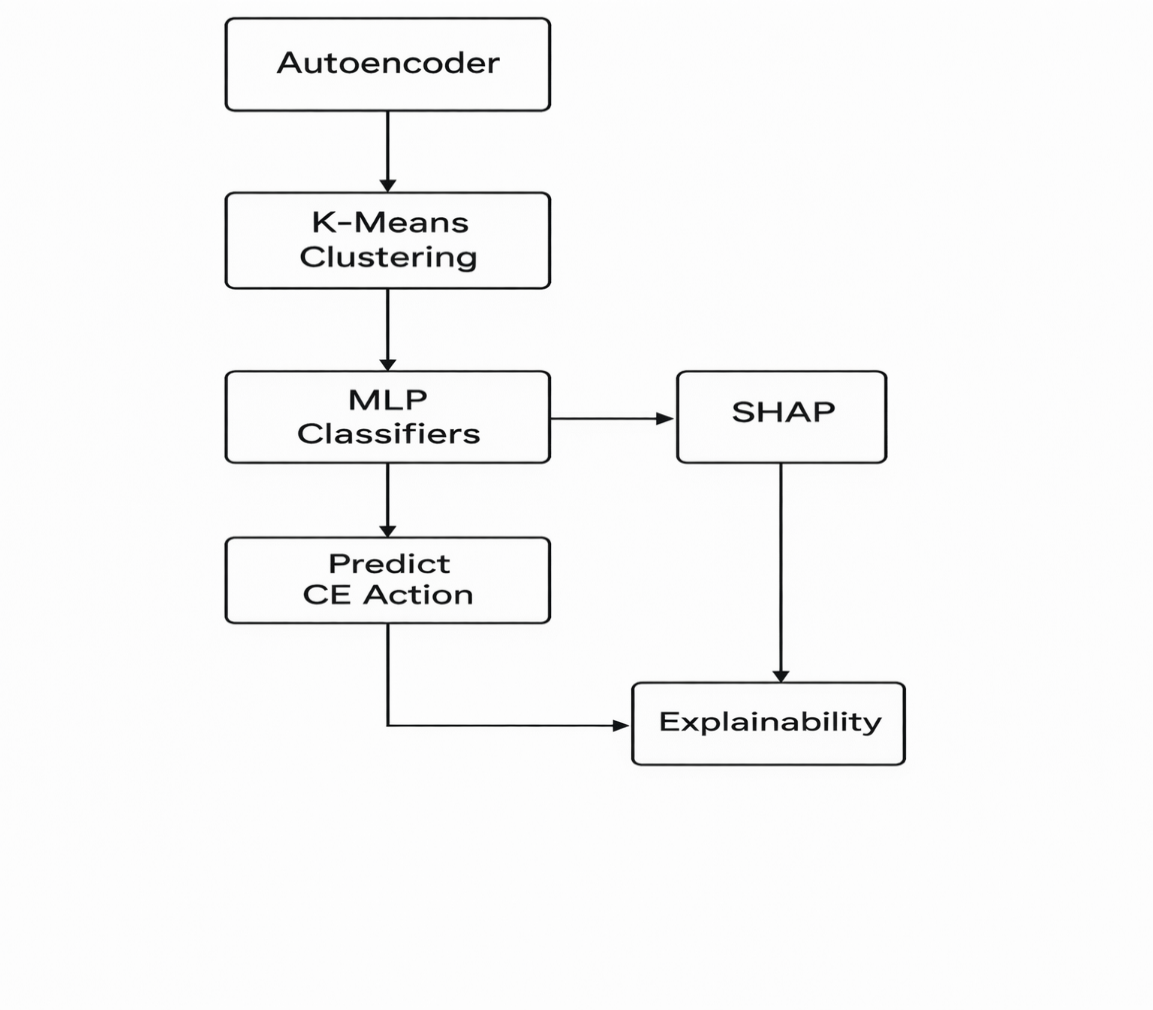 Autoencoder
K-Means
Clustering
MLP
Classifiers
SHAP
Predict
CE Action
Explainability